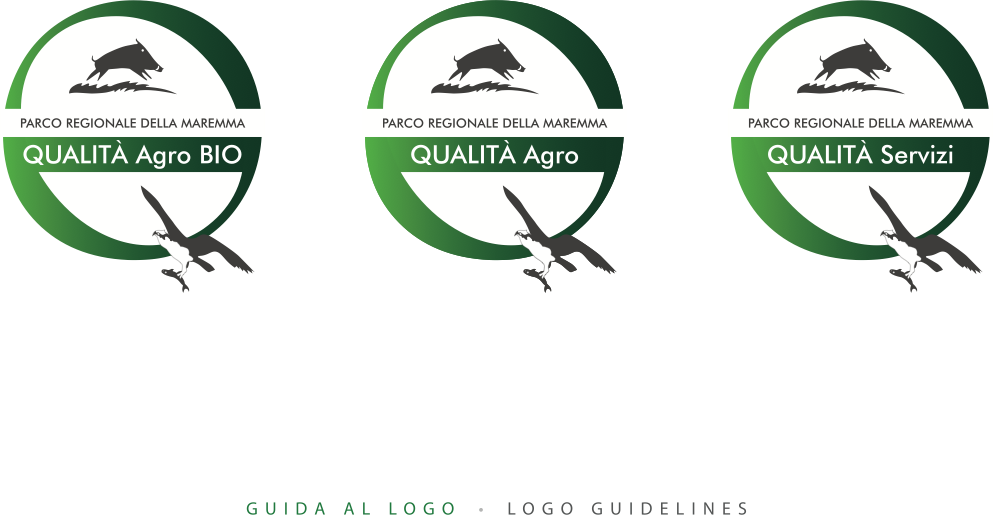 PARCO REGIONALE DELLA MAREMMA
QUALITÀ Agro BIO
PARCO REGIONALE DELLA MAREMMA
QUALITÀ Agro
PARCO REGIONALE DELLA MAREMMA
QUALITÀ Servizi
GUIDA AL LOGO • LOGO GUIDELINES